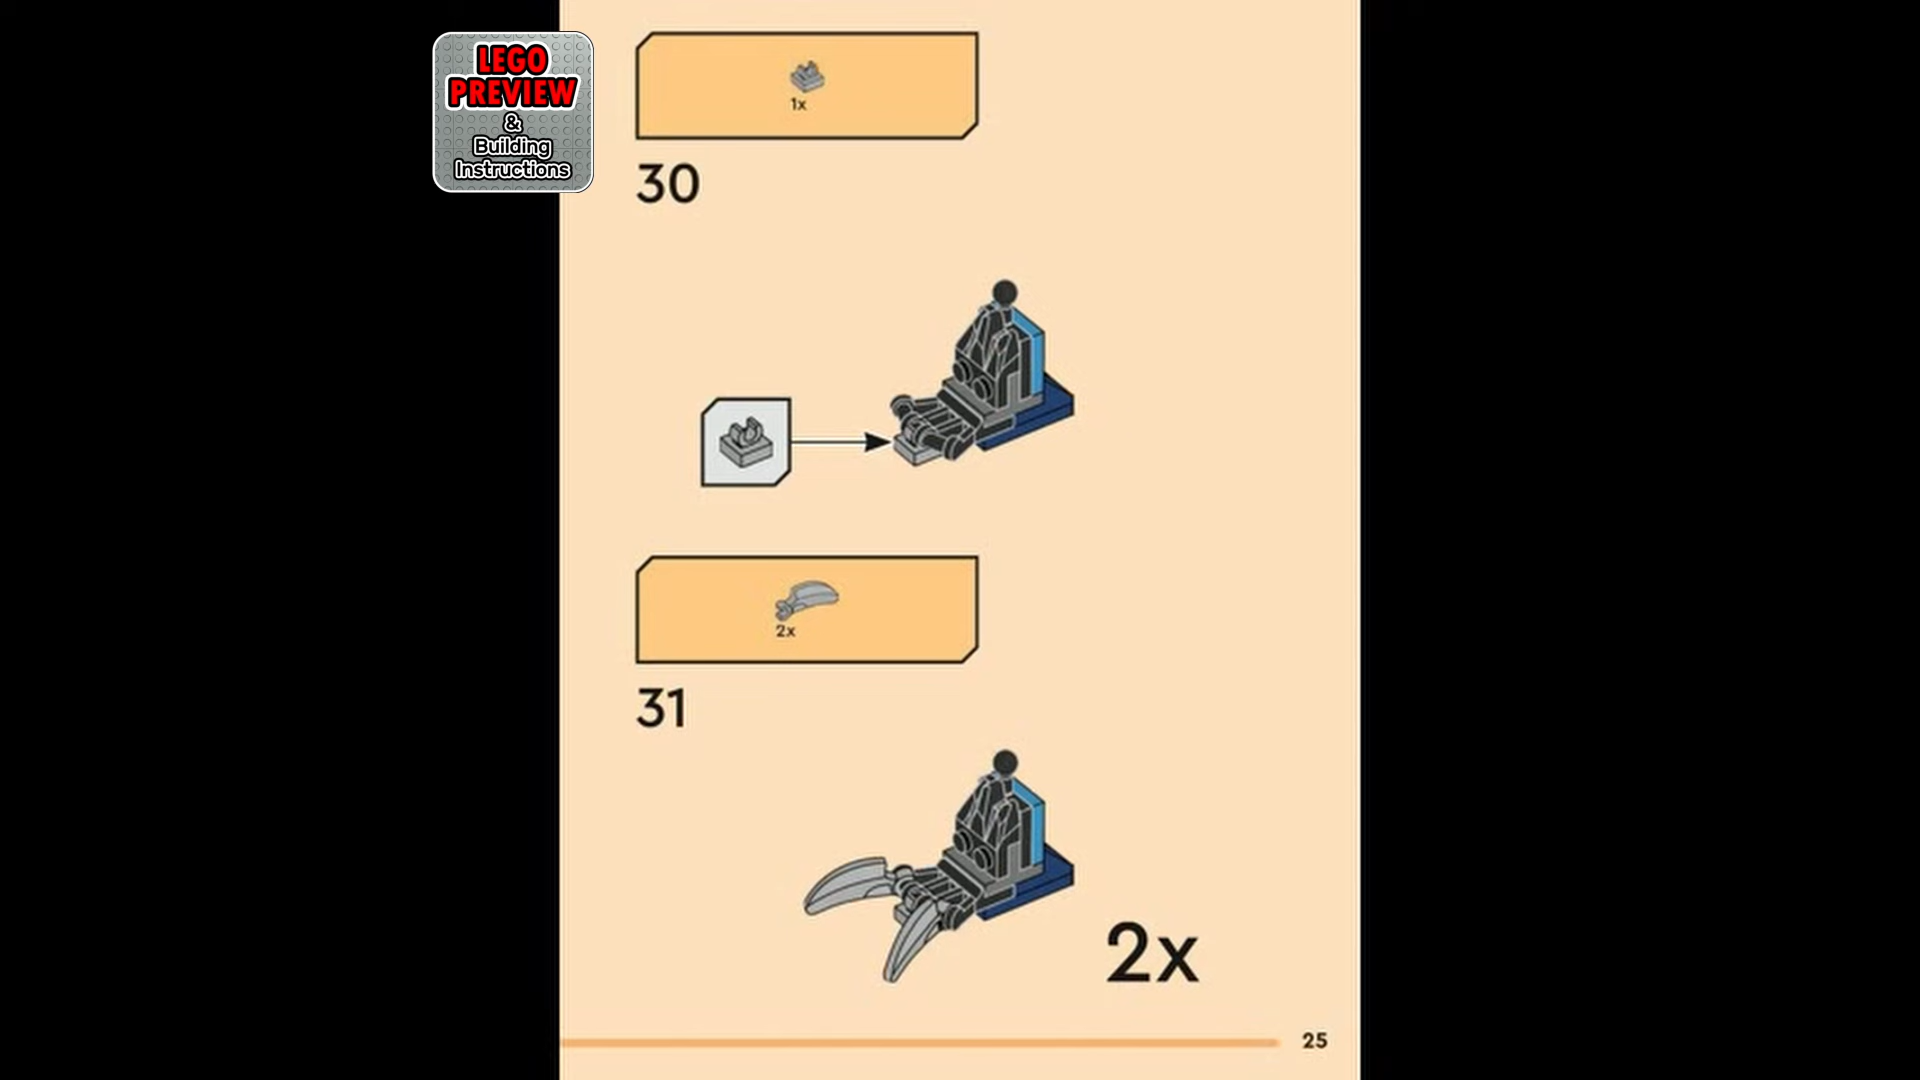 LEGO
PREVIEW
&
Building
Instructions
1x
30
2x
31
2x
25